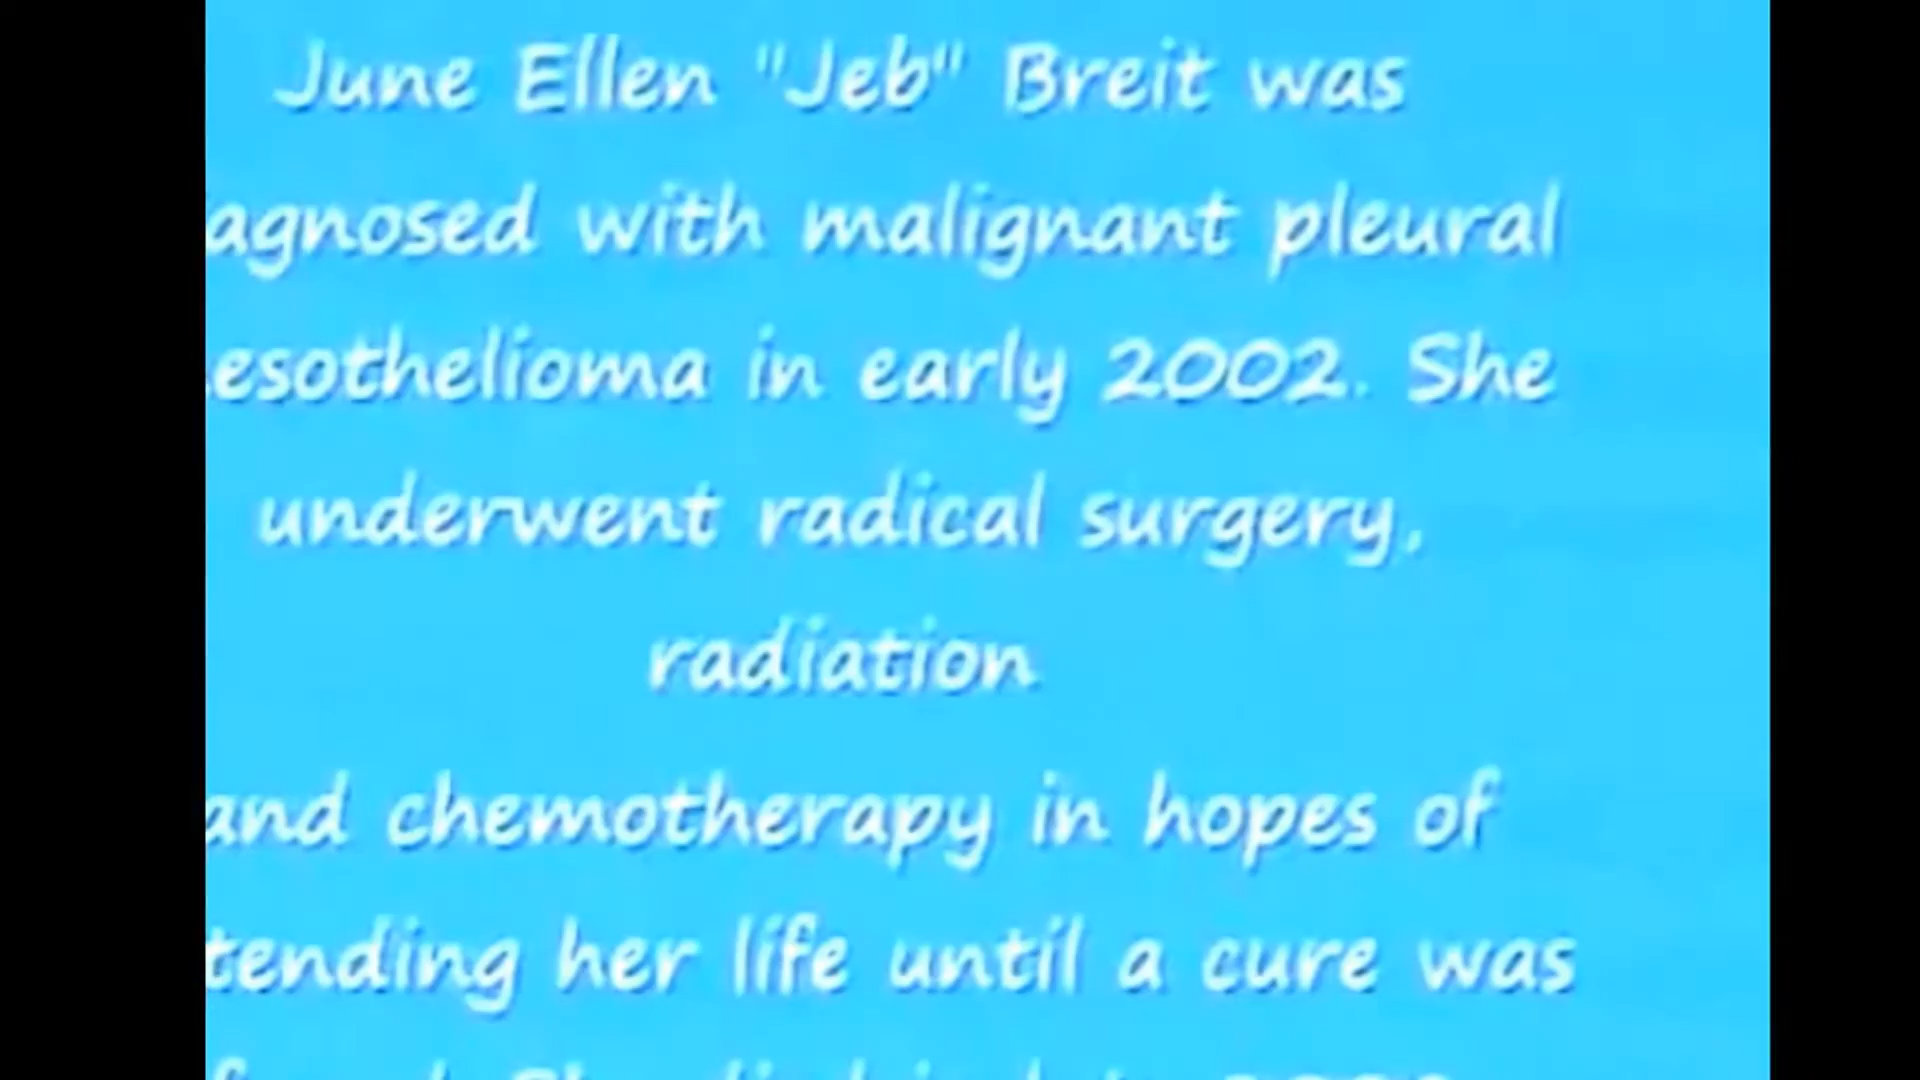 June Ellen "Jeb" Breit was
agnosed with malignant pleural
esothelioma in early 2002. She
underwent radical surgery,
radiation
and chemotherapy in hopes of
tending her life until a cure was